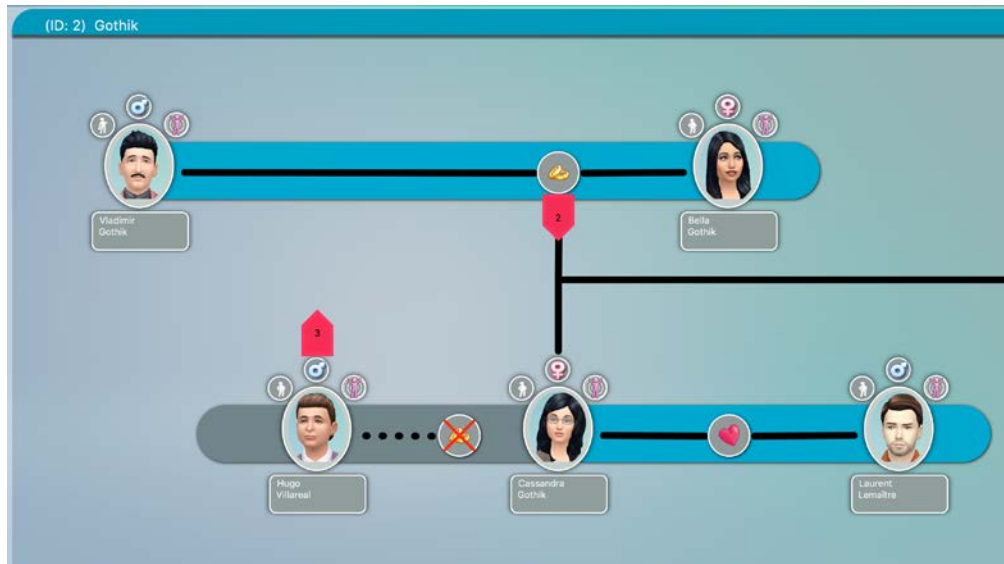 (ID: 2) Gothik
Vladimir
Gothik
2
Bella
Gothik
3
Hugo
Villareal
Cassandra
Gothik
Laurent
Lemaître